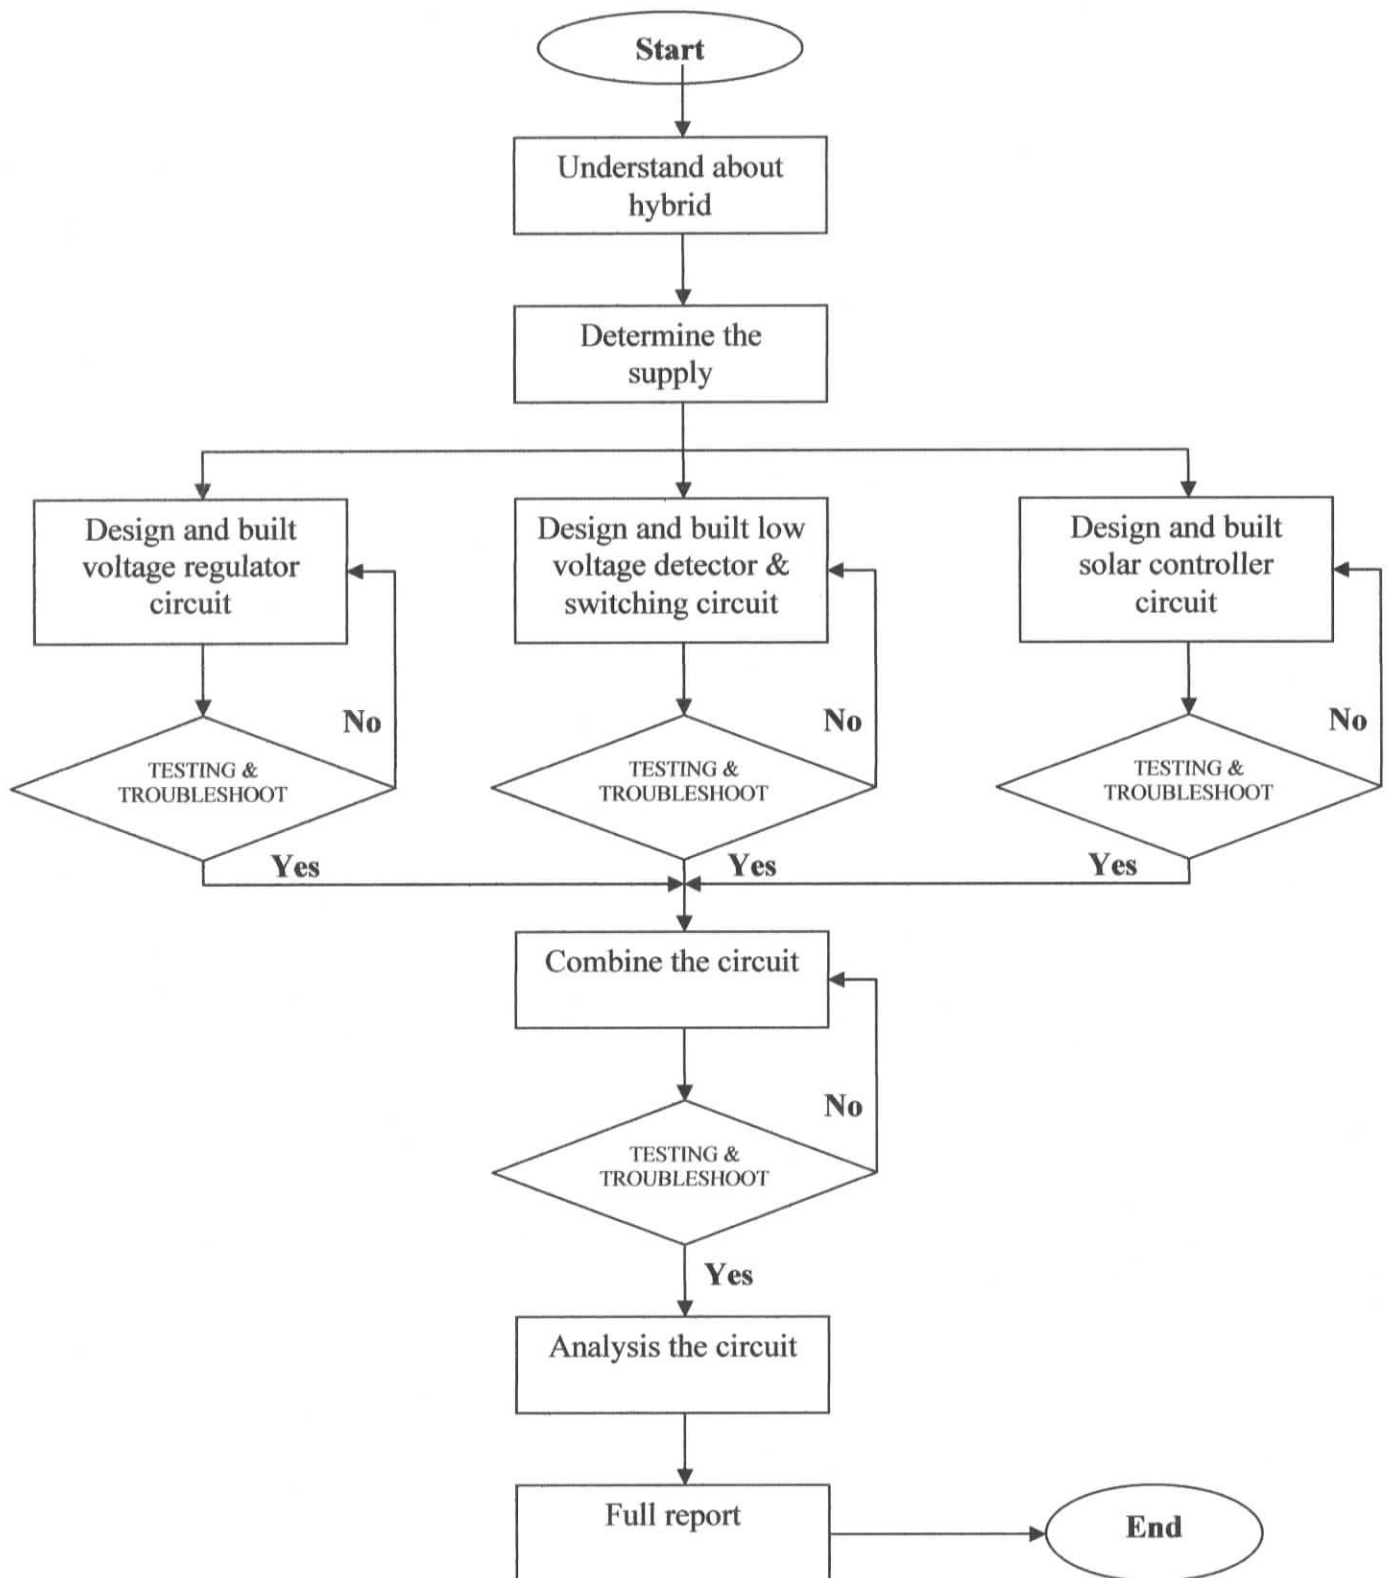 Start
Understand about
hybrid
Determine the
supply
Design and built
voltage regulator
circuit
Design and built low
voltage detector &
switching circuit
Design and built
solar controller
circuit
No
No
No
TESTING &
TROUBLESHOOT
TESTING &
TROUBLESHOOT
TESTING &
TROUBLESHOOT
Yes
Yes
Yes
Combine the circuit
No
TESTING &
TROUBLESHOOT
Yes
Analysis the circuit
Full report
End